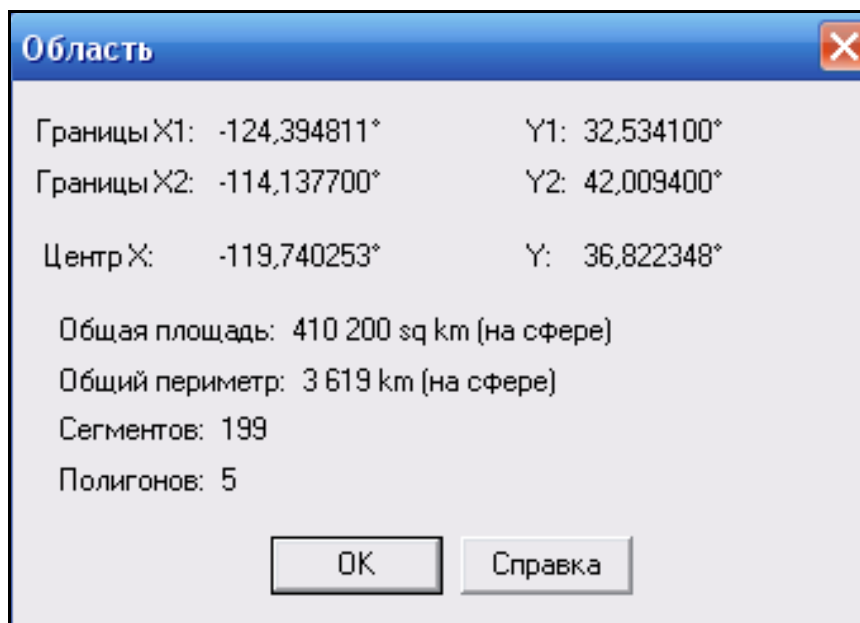 Область
Границы X1: -124,394811° Y1: 32,534100°
Границы X2: -114,137700° Y2: 42,009400°
Центр X: -119,740253° Y: 36,822348°
Общая площадь: 410 200 sq km (на сфере)
Общий периметр: 3 619 km (на сфере)
Сегментов: 199
Полигонов: 5
OK Справка